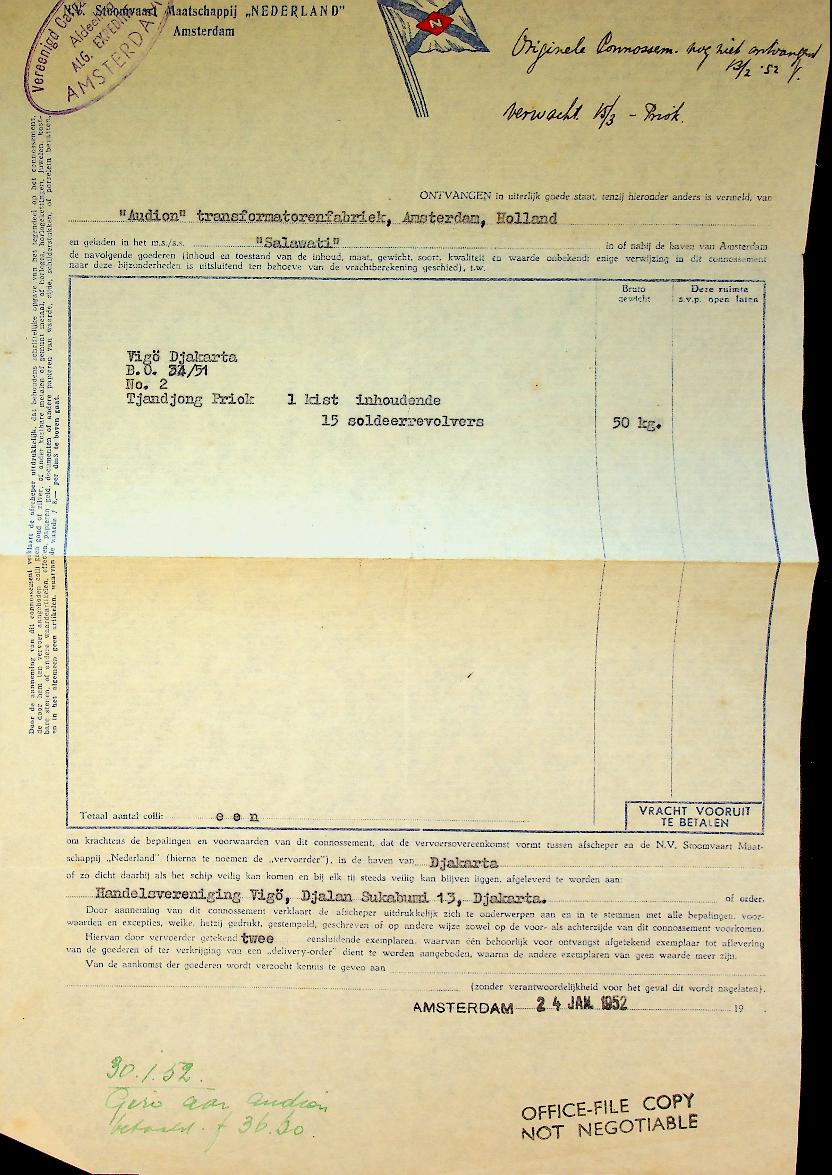 N.V. Stoomvaart Maatschappij „NEDERLAND"
Amsterdam
Vereenigd
ALG. EXPED
AMSTERDA
N
Originele Connossem. nog niet ontvangen
13/2 '52
verwacht 15/3 - Priok.
ONTVANGEN in uiterlijk goede staat, tenzij hieronder anders is vermeld, van
"Audion" transformatorenfabriek, Amsterdam, Holland
en geladen in het m.s./s.s. "Salawati" in of nabij de haven van Amsterdam
de navolgende goederen (inhoud en toestand van de inhoud, maat, gewicht, soort, kwaliteit en waarde onbekend; enige verwijzing in dit connossement
naar deze bijzonderheden is uitsluitend ten behoeve van de vrachtberekening geschied), t.w.
Bruto
gewicht
Deze ruimte
s.v.p. open laten
Vigö Djakarta
B.O. 34/51
No. 2
Tjandjong Priok 1 kist inhoudende
15 soldeerrevolvers 50 kg.
Totaal aantal colli: e e n
VRACHT VOORUIT
TE BETALEN
om krachtens de bepalingen en voorwaarden van dit connossement, dat de vervoersovereenkomst vormt tussen afscheper en de N.V. Stoomvaart Maat-
schappij „Nederland" (hierna te noemen de „vervoerder"), in de haven van Djakarta
of zo dicht daarbij als het schip veilig kan komen en bij elk tij steeds veilig kan blijven liggen, afgeleverd te worden aan:
Handelsvereniging Vigö, Djalan Sukabumi 13, Djakarta. of order.
Door aanneming van dit connossement verklaart de afscheper uitdrukkelijk zich te onderwerpen aan en in te stemmen met alle bepalingen, voor-
waarden en excepties, welke, hetzij gedrukt, gestempeld, geschreven of op andere wijze zowel op de voor- als achterzijde van dit connossement voorkomen.
Hiervan door vervoerder getekend twee eensluidende exemplaren, waarvan één behoorlijk voor ontvangst afgetekend exemplaar tot aflevering
van de goederen of ter verkrijging van een „delivery-order" dient te worden aangeboden, waarna de andere exemplaren van geen waarde meer zijn.
Van de aankomst der goederen wordt verzocht kennis te geven aan
(zonder verantwoordelijkheid voor het geval dit wordt nagelaten).
AMSTERDAM 24 JAN. 1952 19
30.1.52.
Giro aan Audion
betaald f 36.30
OFFICE-FILE COPY
NOT NEGOTIABLE